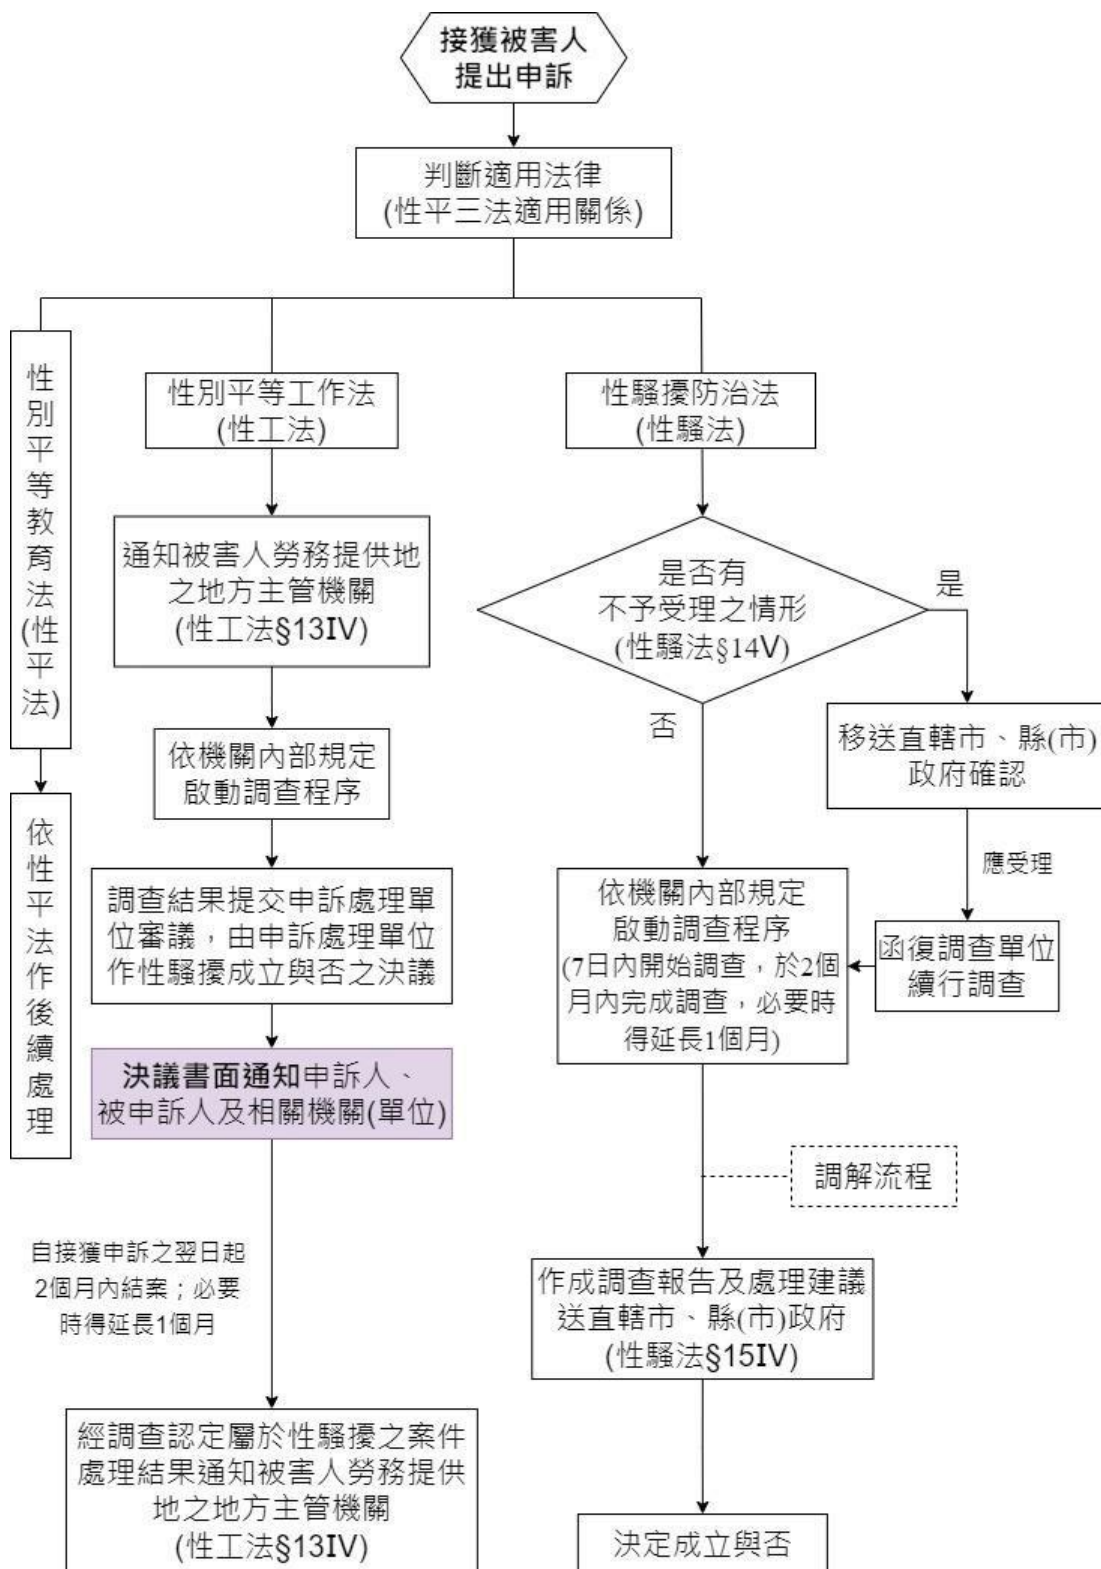 接獲被害人
提出申訴
判斷適用法律
(性平三法適用關係)
性別平等教育法(性平法)
依性平法作後續處理
性別平等工作法
(性工法)
通知被害人勞務提供地
之地方主管機關
(性工法§13IV)
依機關內部規定
啟動調查程序
調查結果提交申訴處理單
位審議，由申訴處理單位
作性騷擾成立與否之決議
決議書面通知申訴人、
被申訴人及相關機關(單位)
自接獲申訴之翌日起
2個月內結案；必要
時得延長1個月
經調查認定屬於性騷擾之案件
處理結果通知被害人勞務提供
地之地方主管機關
(性工法§13IV)
性騷擾防治法
(性騷法)
是否有
不予受理之情形
(性騷法§14V)
是
否
移送直轄市、縣(市)
政府確認
應受理
函復調查單位
續行調查
依機關內部規定
啟動調查程序
(7日內開始調查，於2個
月內完成調查，必要時
得延長1個月)
調解流程
作成調查報告及處理建議
送直轄市、縣(市)政府
(性騷法§15IV)
決定成立與否